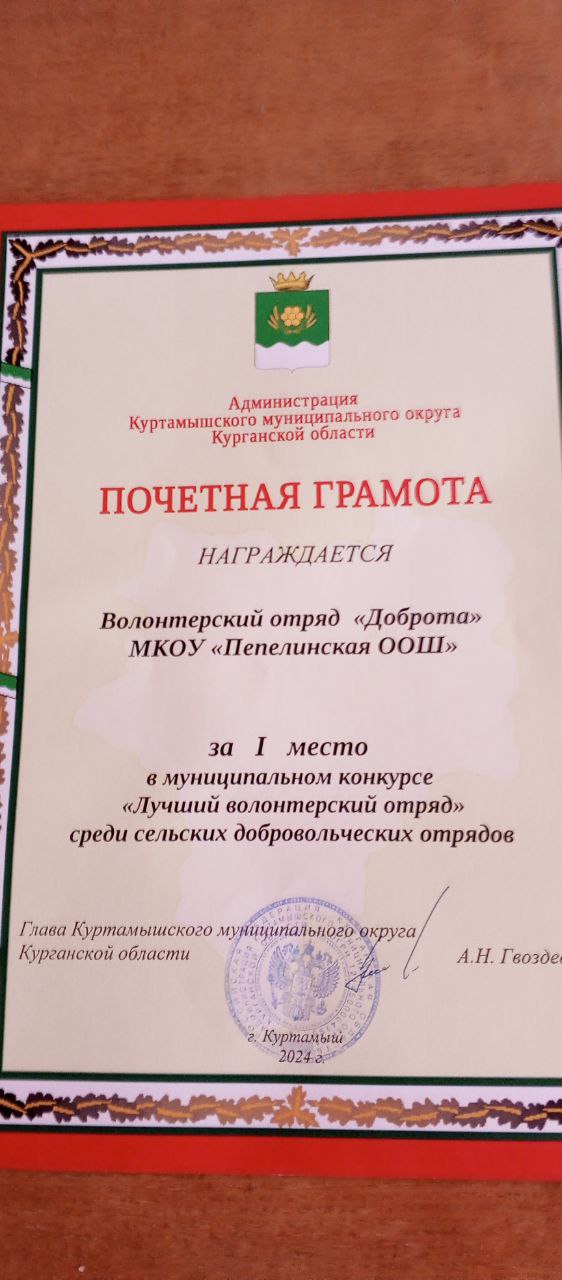 Администрация
Куртамышского муниципального округа
Курганской области
ПОЧЕТНАЯ ГРАМОТА
НАГРАЖДАЕТСЯ
Волонтерский отряд «Доброта»
МКОУ «Пепелинская ООШ»
за I место
в муниципальном конкурсе
«Лучший волонтерский отряд»
среди сельских добровольческих отрядов
Глава Куртамышского муниципального округа
Курганской области
А.Н. Гвоздев
г. Куртамыш
2024 г.